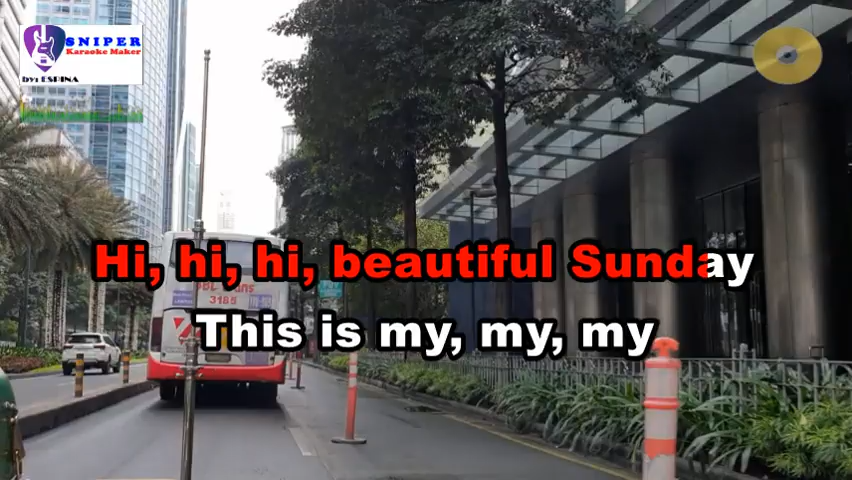 SNIPER
Karaoke Maker
by: ESPINA
Hi, hi, hi, beautiful Sunday
This is my, my, my
3185